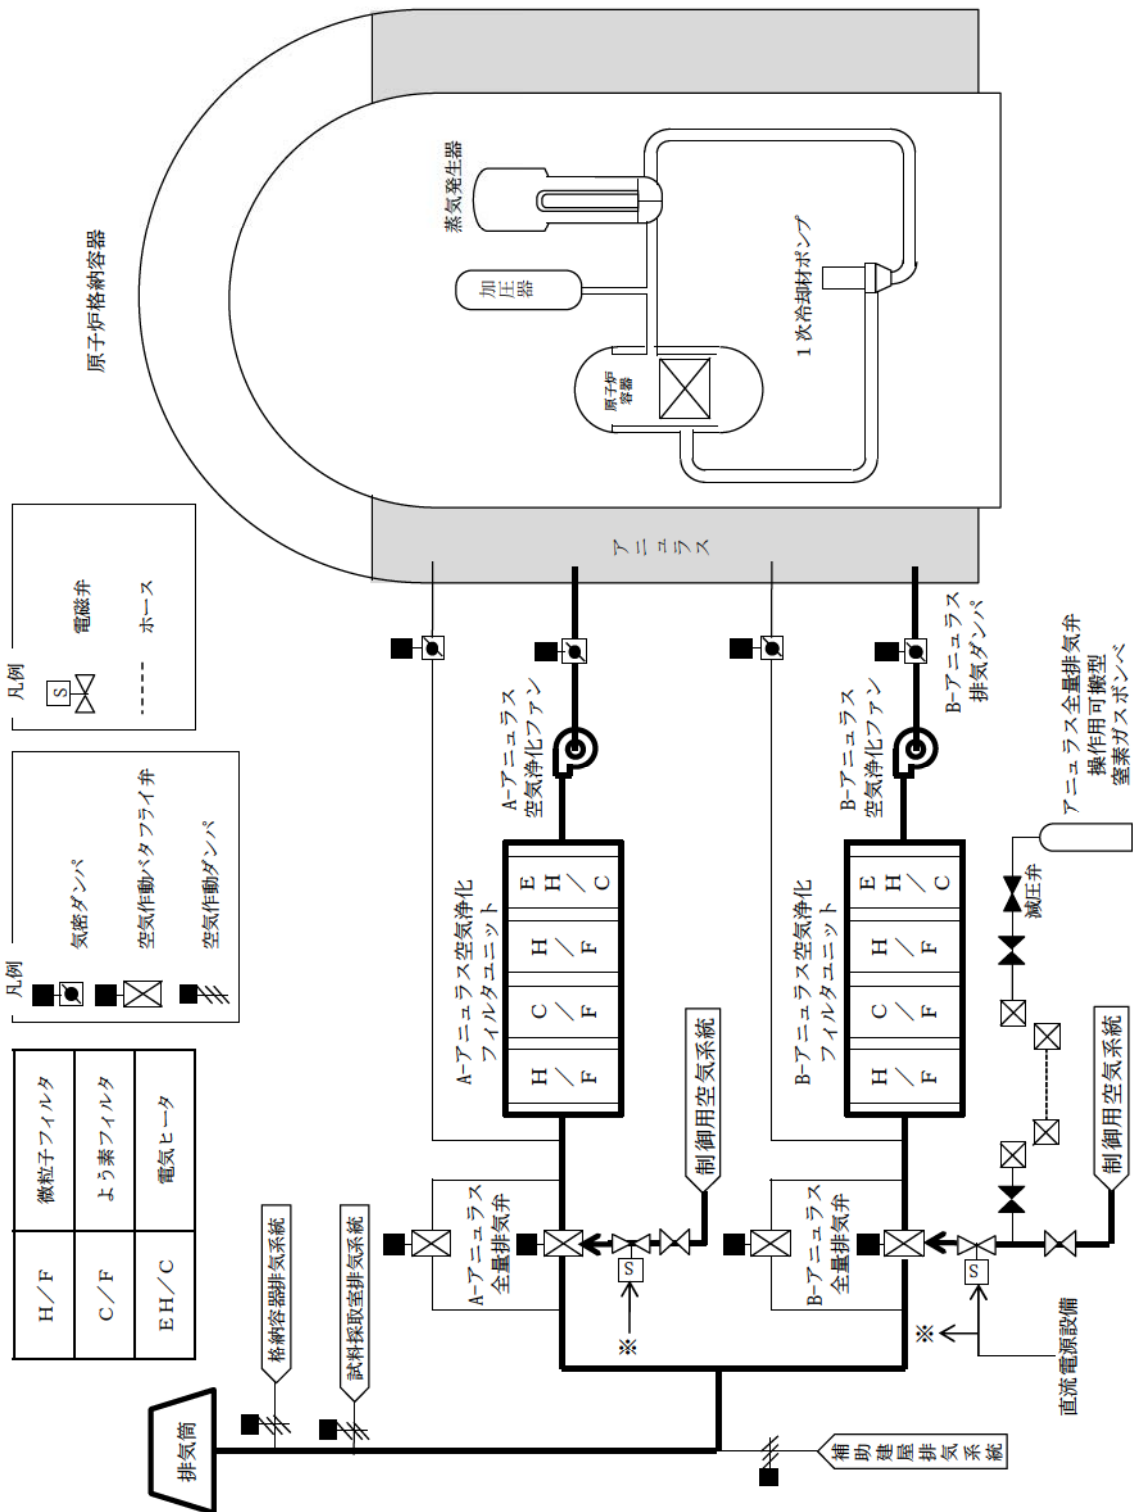 原子炉格納容器
蒸気発生器
加圧器
原子炉
容器
1次冷却材ポンプ
アニュラス
凡例
S
電磁弁
ホース
凡例
気密ダンパ
空気作動バタフライ弁
空気作動ダンパ
H/F
微粒子フィルタ
C/F
よう素フィルタ
EH/C
電気ヒータ
A-アニュラス
空気浄化ファン
A-アニュラス空気浄化
フィルタユニット
H/F
C/F
H/F
EH/C
A-アニュラス
全量排気弁
制御用空気系統
S
※
B-アニュラス
排気ダンパ
B-アニュラス
空気浄化ファン
B-アニュラス空気浄化
フィルタユニット
H/F
C/F
H/F
EH/C
B-アニュラス
全量排気弁
アニュラス全量排気弁
操作用可搬型
窒素ガスボンベ
減圧弁
制御用空気系統
S
※
直流電源設備
格納容器排気系統
試料採取室排気系統
排気筒
補助建屋排気系統